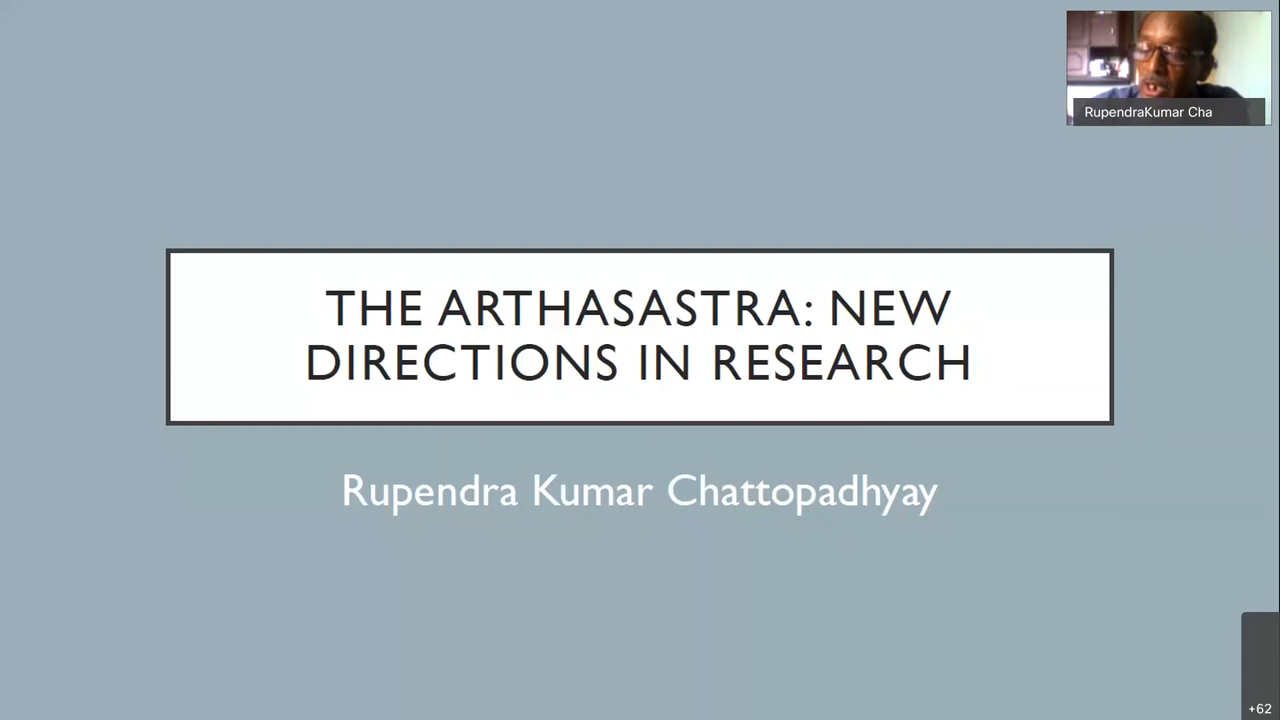 RupendraKumar Cha
THE ARTHASASTRA: NEW
DIRECTIONS IN RESEARCH
Rupendra Kumar Chattopadhyay
+62